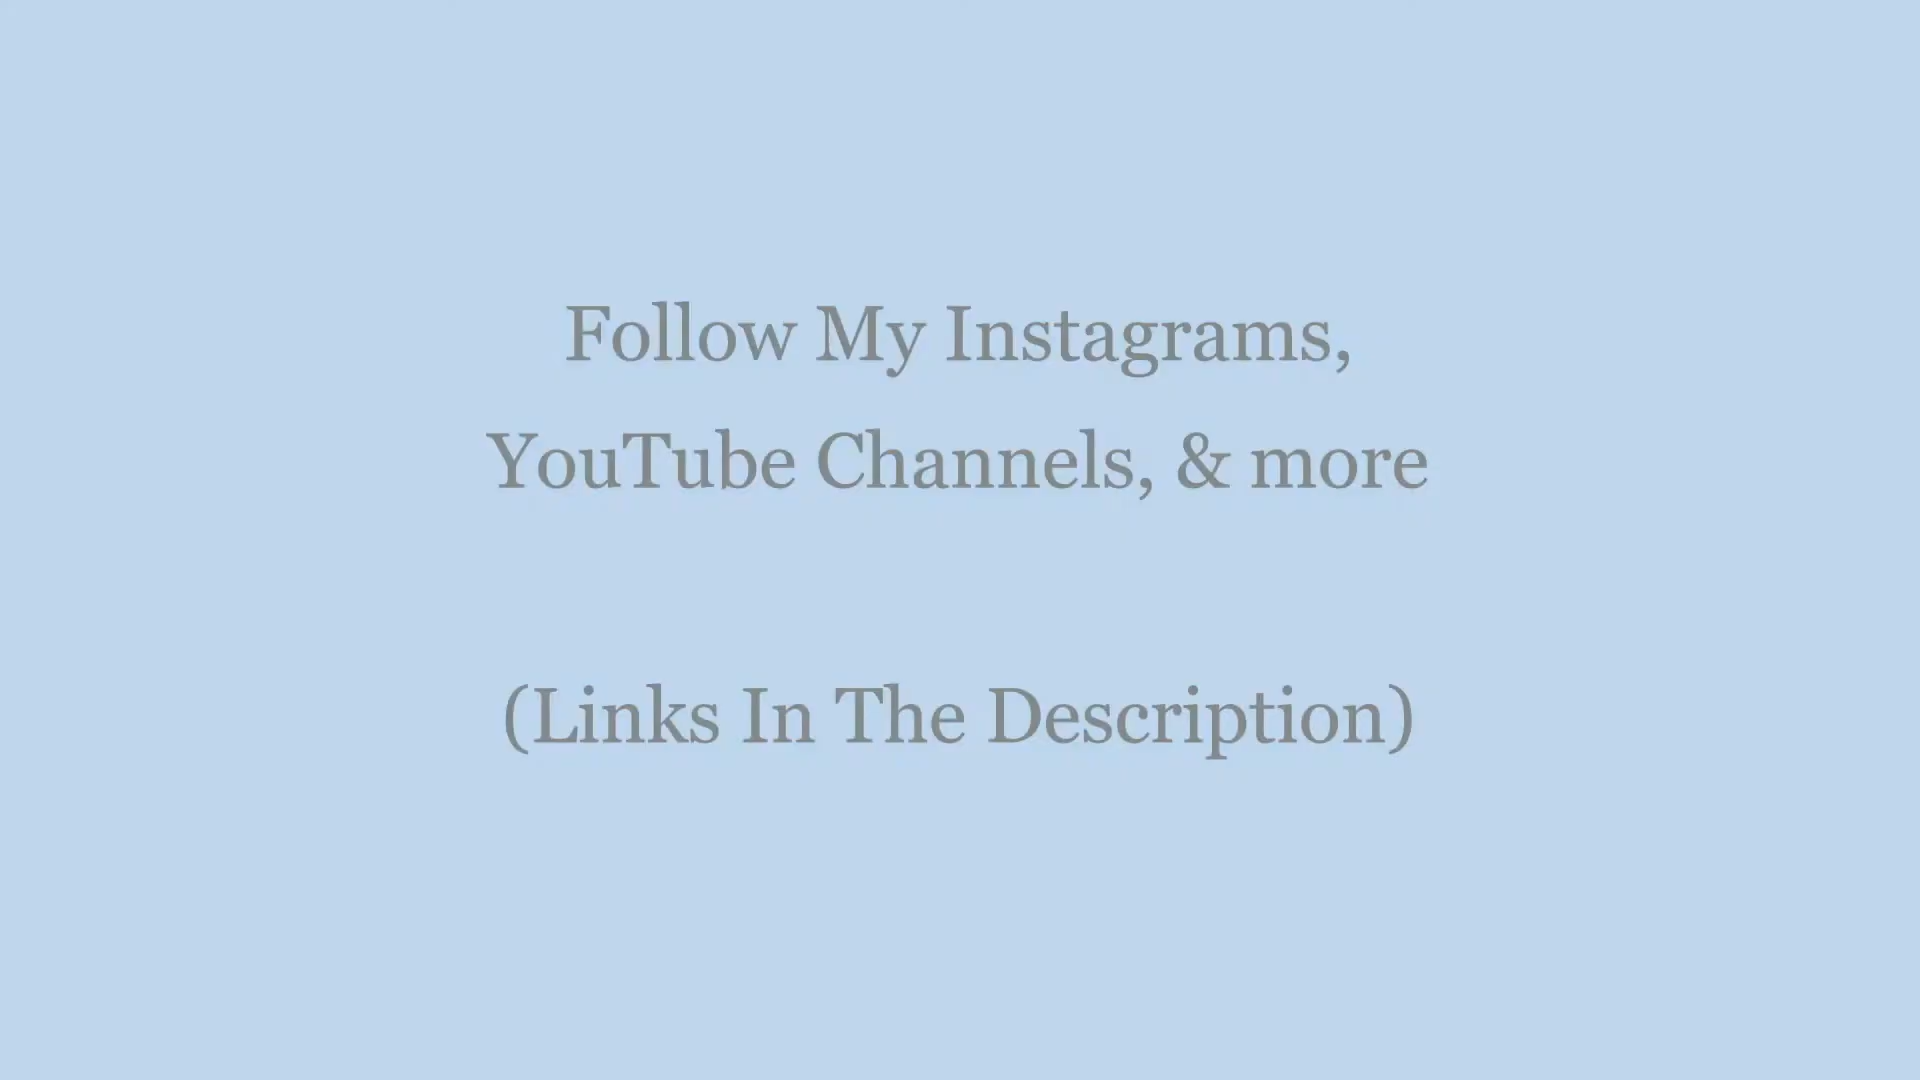 Follow My Instagrams,
YouTube Channels, & more
(Links In The Description)